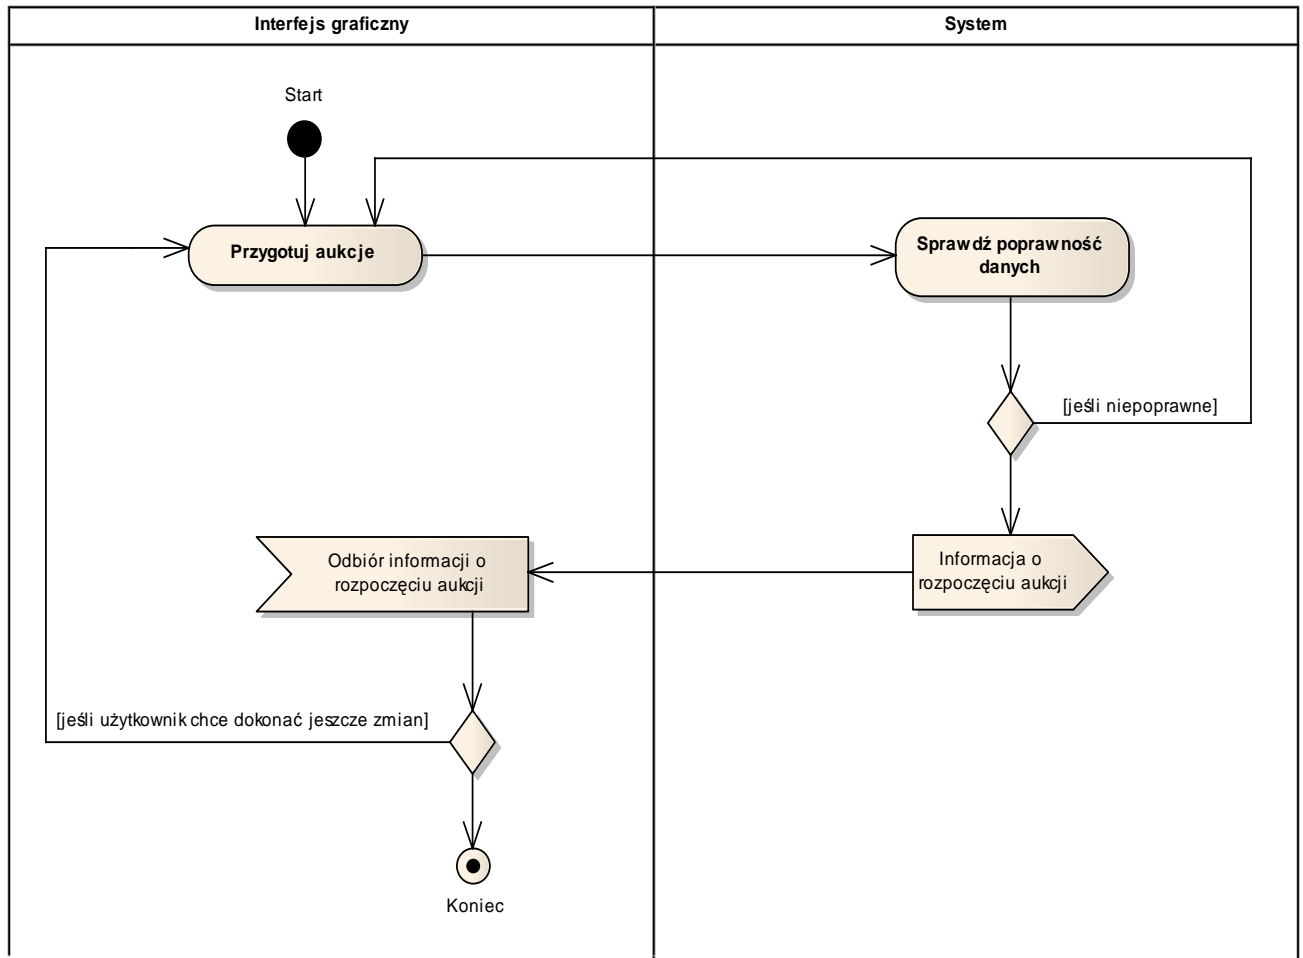 Interfejs graficzny
System
Start
Przygotuj aukcje
Sprawdź poprawność
danych
[jeśli niepoprawne]
Odbiór informacji o
rozpoczęciu aukcji
Informacja o
rozpoczęciu aukcji
[jeśli użytkownik chce dokonać jeszcze zmian]
Koniec